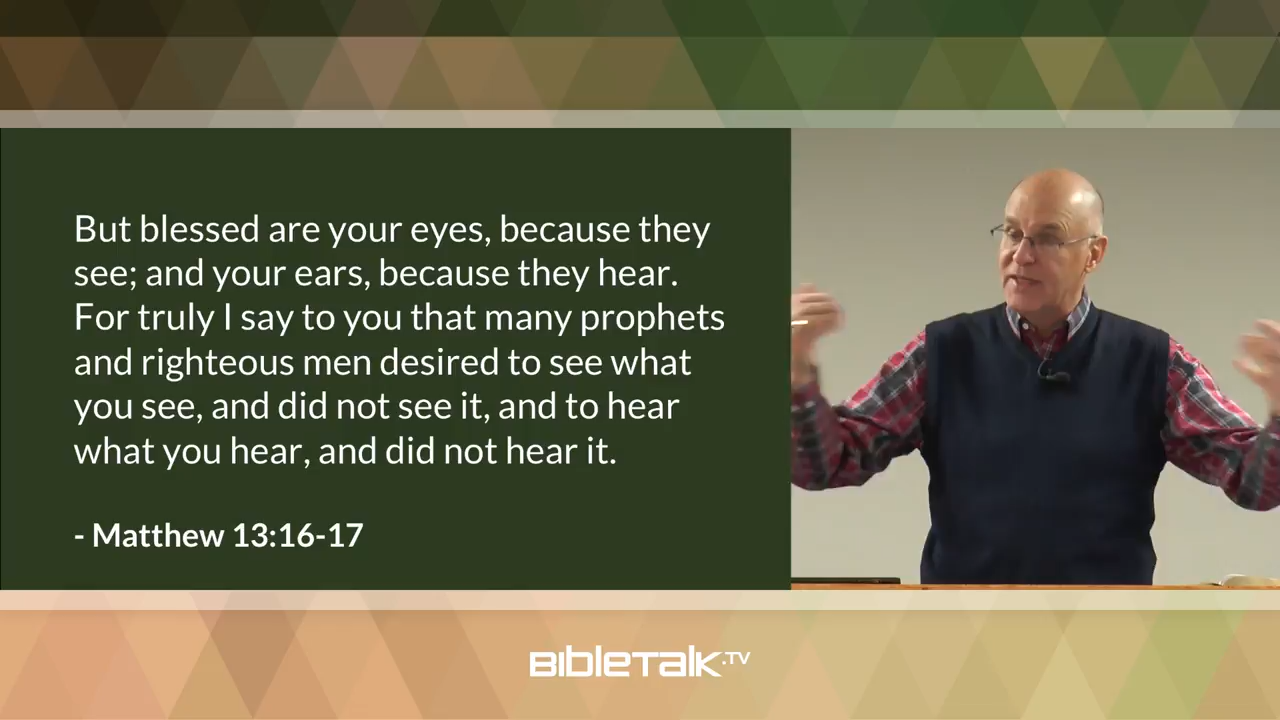 But blessed are your eyes, because they
see; and your ears, because they hear.
For truly I say to you that many prophets
and righteous men desired to see what
you see, and did not see it, and to hear
what you hear, and did not hear it.
- Matthew 13:16-17
BibleTalk.TV